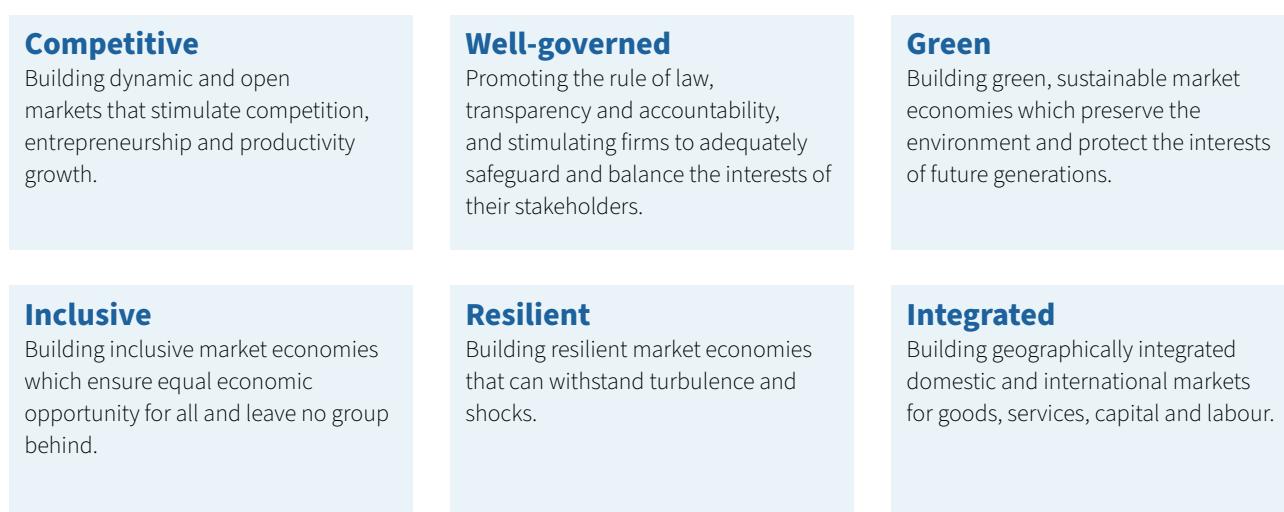 Competitive
Building dynamic and open
markets that stimulate competition,
entrepreneurship and productivity
growth.
Well-governed
Promoting the rule of law,
transparency and accountability,
and stimulating firms to adequately
safeguard and balance the interests of
their stakeholders.
Green
Building green, sustainable market
economies which preserve the
environment and protect the interests
of future generations.
Inclusive
Building inclusive market economies
which ensure equal economic
opportunity for all and leave no group
behind.
Resilient
Building resilient market economies
that can withstand turbulence and
shocks.
Integrated
Building geographically integrated
domestic and international markets
for goods, services, capital and labour.